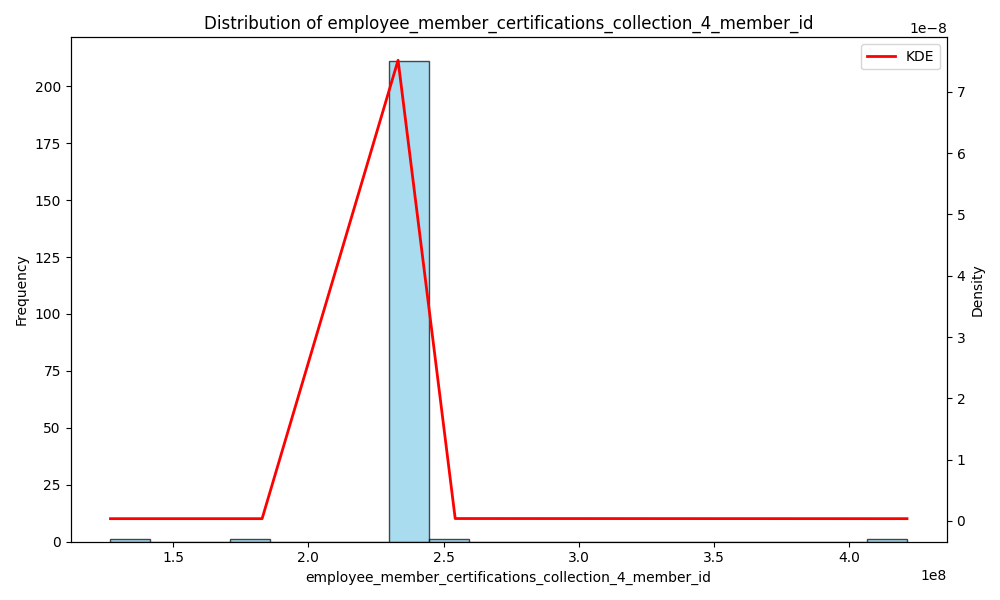 Distribution of employee_member_certifications_collection_4_member_id
1e−8
KDE
200
175
150
125
100
75
50
25
0
Frequency
7
6
5
4
3
2
1
0
Density
1.5 2.0 2.5 3.0 3.5 4.0
1e8
employee_member_certifications_collection_4_member_id